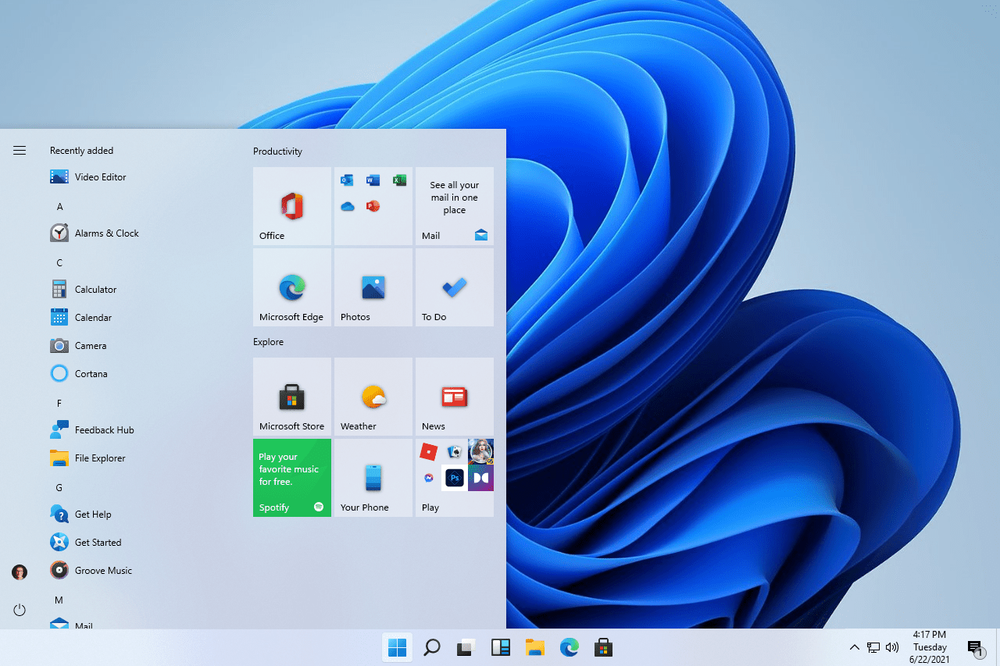 Recently added
Video Editor
A
Alarms & Clock
C
Calculator
Calendar
Camera
Cortana
F
Feedback Hub
File Explorer
G
Get Help
Get Started
Groove Music
M
Mail
Productivity
Office
See all your
mail in one
place
Mail
Microsoft Edge
Photos
To Do
Explore
Microsoft Store
Weather
News
Play your
favorite music
for free.
Spotify
Your Phone
Ps
Play
4:17 PM
Tuesday
6/22/2021
1